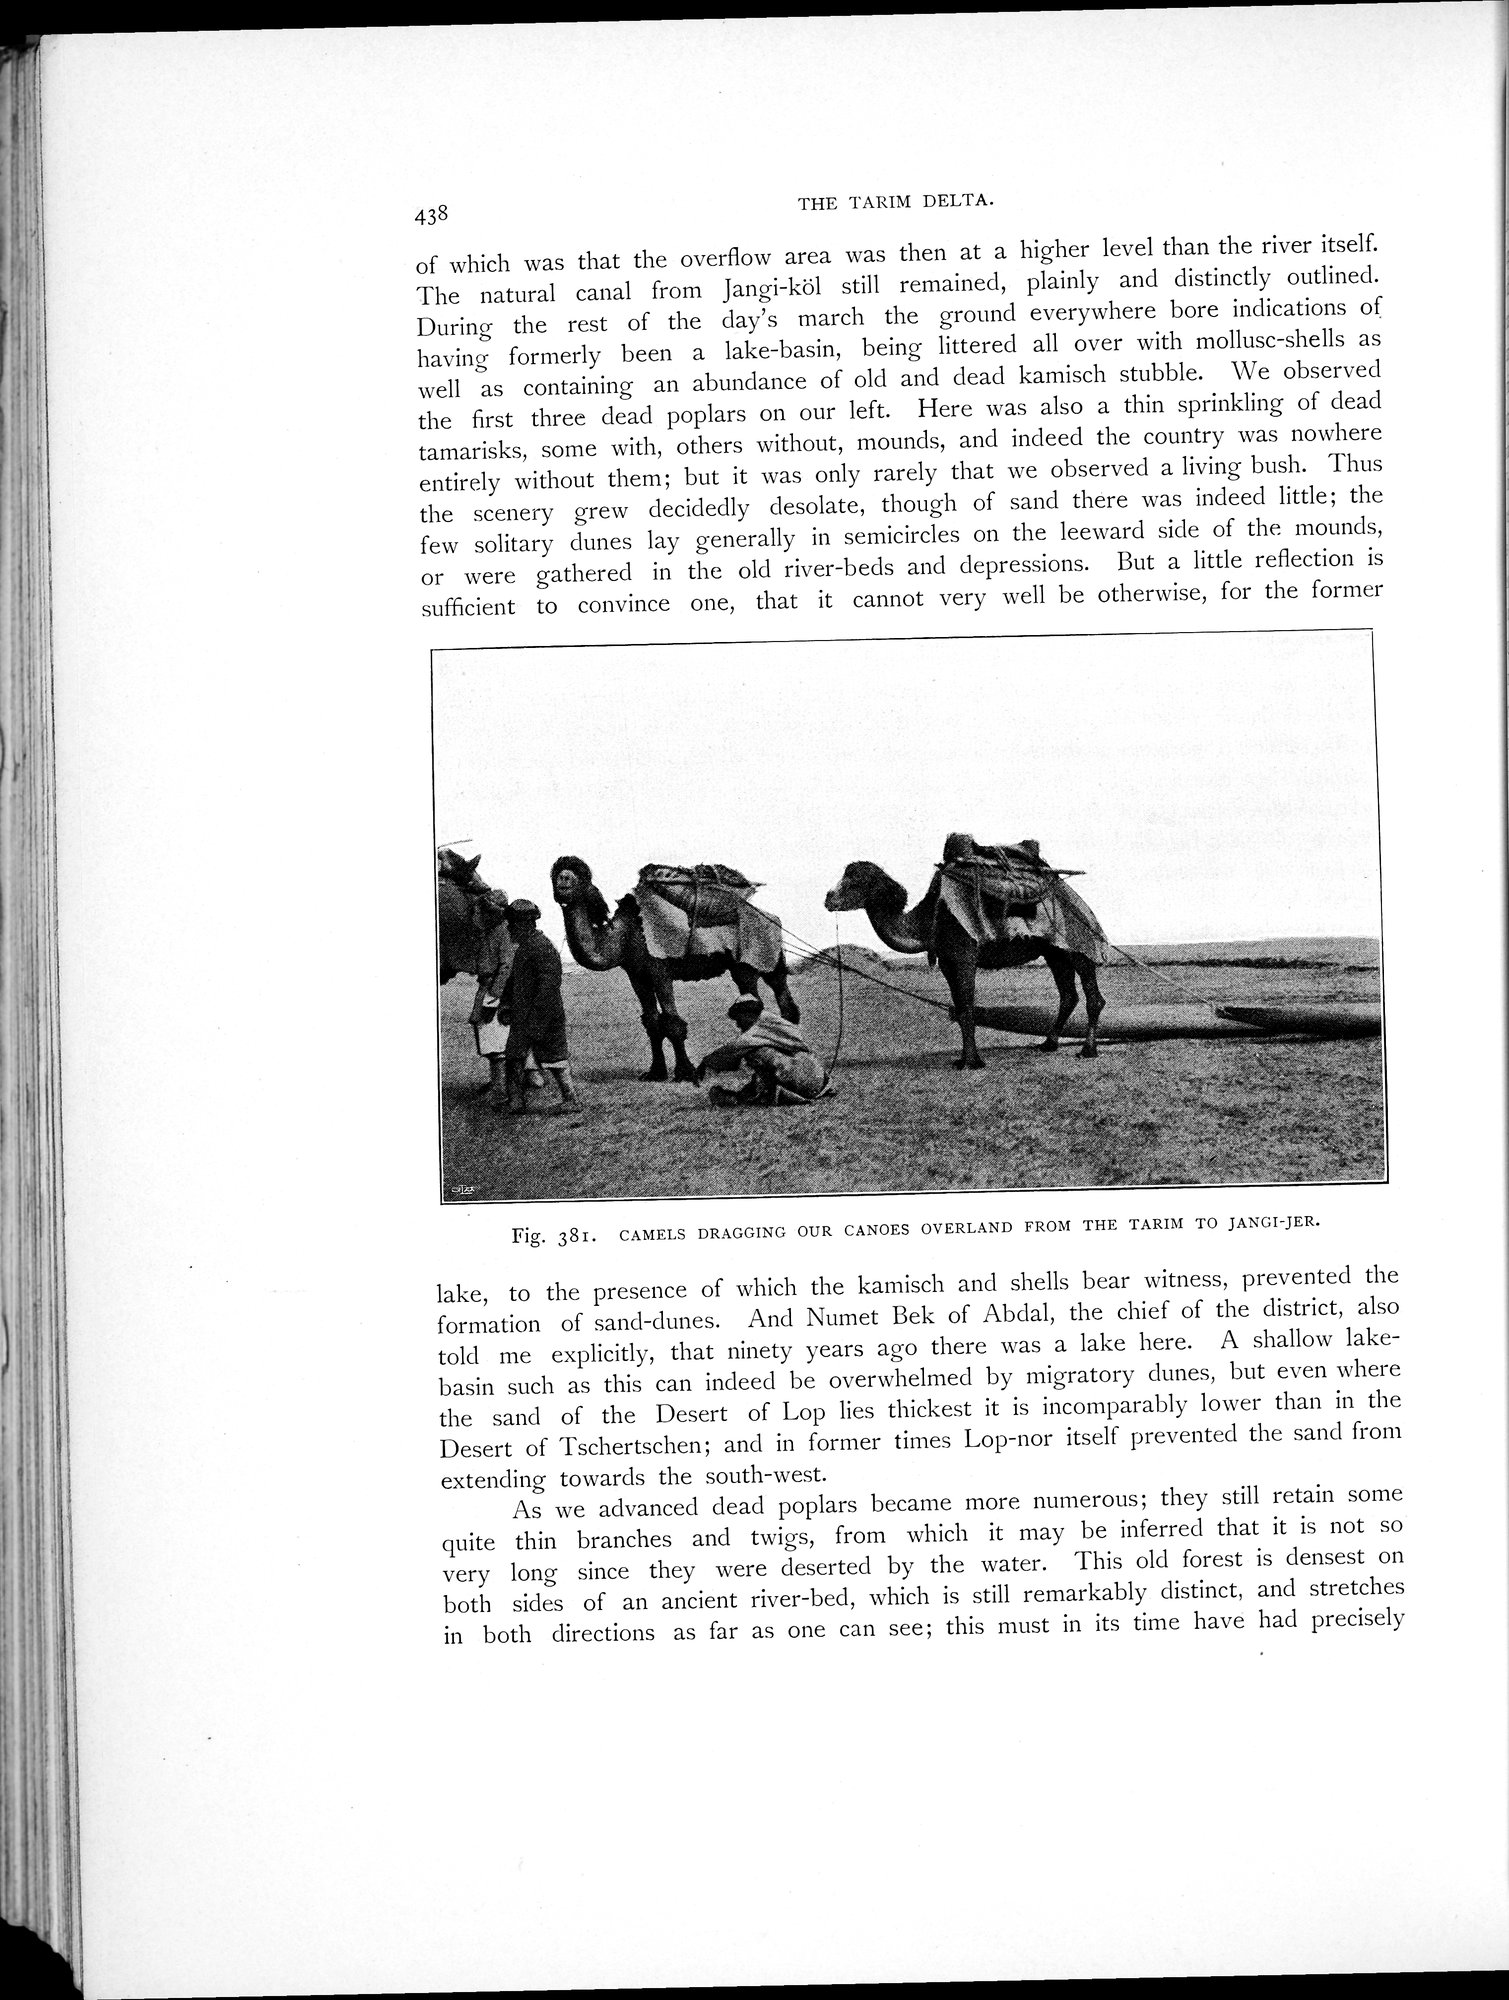 438
THE TARIM DELTA.
of which was that the overflow area was then at a higher level than the river itself.
The natural canal from Jangi-köl still remained, plainly and distinctly outlined.
During the rest of the day's march the ground everywhere bore indications of
having formerly been a lake-basin, being littered all over with mollusc-shells as
well as containing an abundance of old and dead kamisch stubble. We observed
the first three dead poplars on our left. Here was also a thin sprinkling of dead
tamarisks, some with, others without, mounds, and indeed the country was nowhere
entirely without them; but it was only rarely that we observed a living bush. Thus
the scenery grew decidedly desolate, though of sand there was indeed little; the
few solitary dunes lay generally in semicircles on the leeward side of the mounds,
or were gathered in the old river-beds and depressions. But a little reflection is
sufficient to convince one, that it cannot very well be otherwise, for the former
Fig. 381. CAMELS DRAGGING OUR CANOES OVERLAND FROM THE TARIM TO JANGI-JER.
lake, to the presence of which the kamisch and shells bear witness, prevented the
formation of sand-dunes. And Numet Bek of Abdal, the chief of the district, also
told me explicitly, that ninety years ago there was a lake here. A shallow lake-
basin such as this can indeed be overwhelmed by migratory dunes, but even where
the sand of the Desert of Lop lies thickest it is incomparably lower than in the
Desert of Tschertschen; and in former times Lop-nor itself prevented the sand from
extending towards the south-west.
As we advanced dead poplars became more numerous; they still retain some
quite thin branches and twigs, from which it may be inferred that it is not so
very long since they were deserted by the water. This old forest is densest on
both sides of an ancient river-bed, which is still remarkably distinct, and stretches
in both directions as far as one can see; this must in its time have had precisely